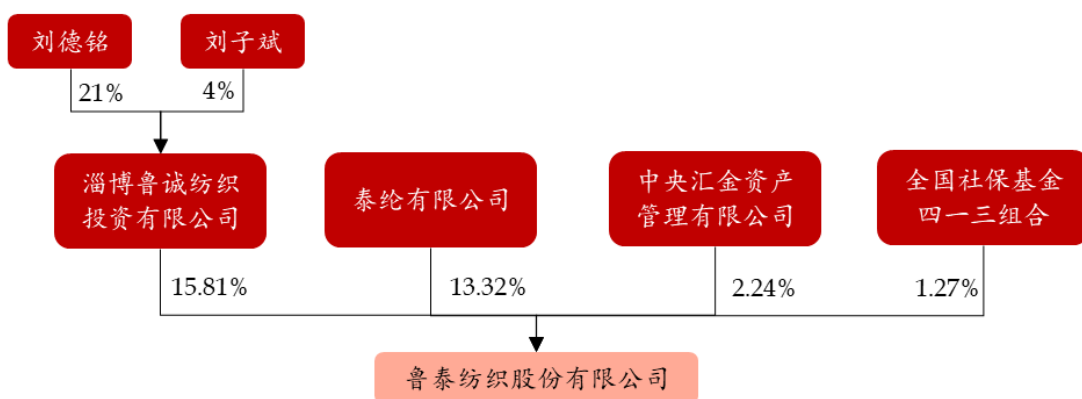 刘德铭
刘子斌
21%
4%
淄博鲁诚纺织
投资有限公司
泰纶有限公司
中央汇金资产
管理有限公司
全国社保基金
四一三组合
15.81%
13.32%
2.24%
1.27%
鲁泰纺织股份有限公司